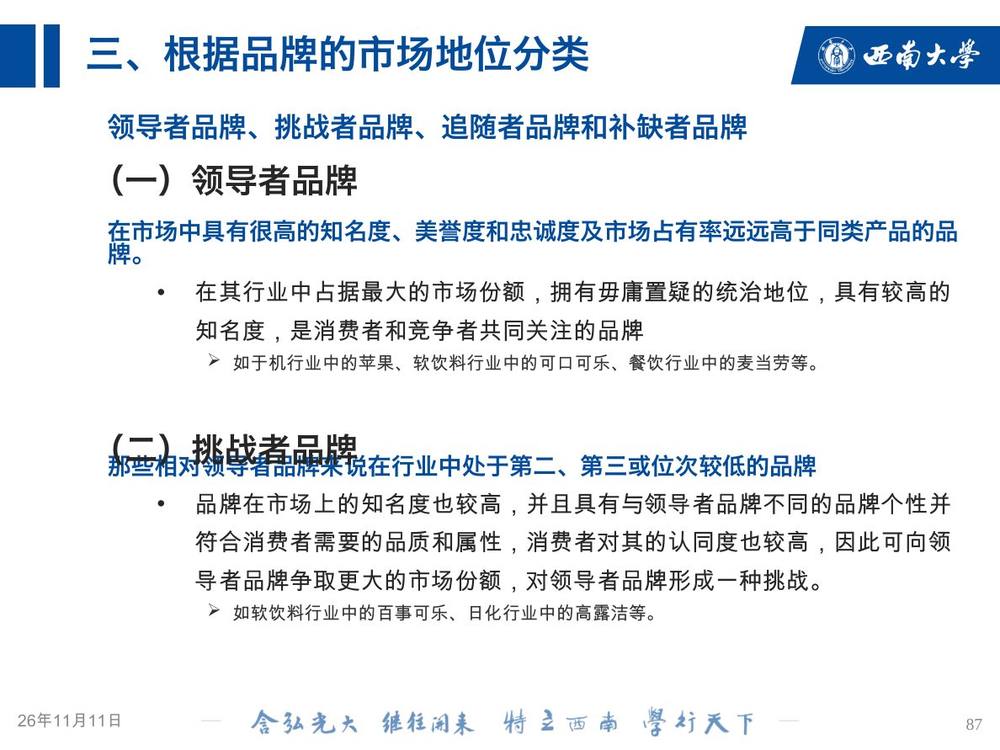 三、根据品牌的市场地位分类
西南大学
领导者品牌、挑战者品牌、追随者品牌和补缺者品牌
（一）领导者品牌
在市场中具有很高的知名度、美誉度和忠诚度及市场占有率远远高于同类产品的品
牌。
• 在其行业中占据最大的市场份额，拥有毋庸置疑的统治地位，具有较高的
知名度，是消费者和竞争者共同关注的品牌
➢ 如于机行业中的苹果、软饮料行业中的可口可乐、餐饮行业中的麦当劳等。
（二）挑战者品牌
那些相对领导者品牌来说在行业中处于第二、第三或位次较低的品牌
• 品牌在市场上的知名度也较高，并且具有与领导者品牌不同的品牌个性并
符合消费者需要的品质和属性，消费者对其的认同度也较高，因此可向领
导者品牌争取更大的市场份额，对领导者品牌形成一种挑战。
➢ 如软饮料行业中的百事可乐、日化行业中的高露洁等。
26年11月11日
含弘光大 继往开来 特立西南 学行天下
87